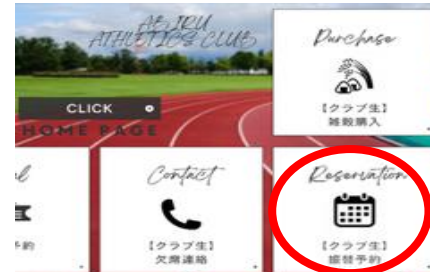 ABIRU
ATHLETICS CLUB
CLICK
HOME PAGE
Purchase
【クラブ生】
雑穀購入
Contact
【クラブ生】
欠席連絡
Reservation
【クラブ生】
振替予約